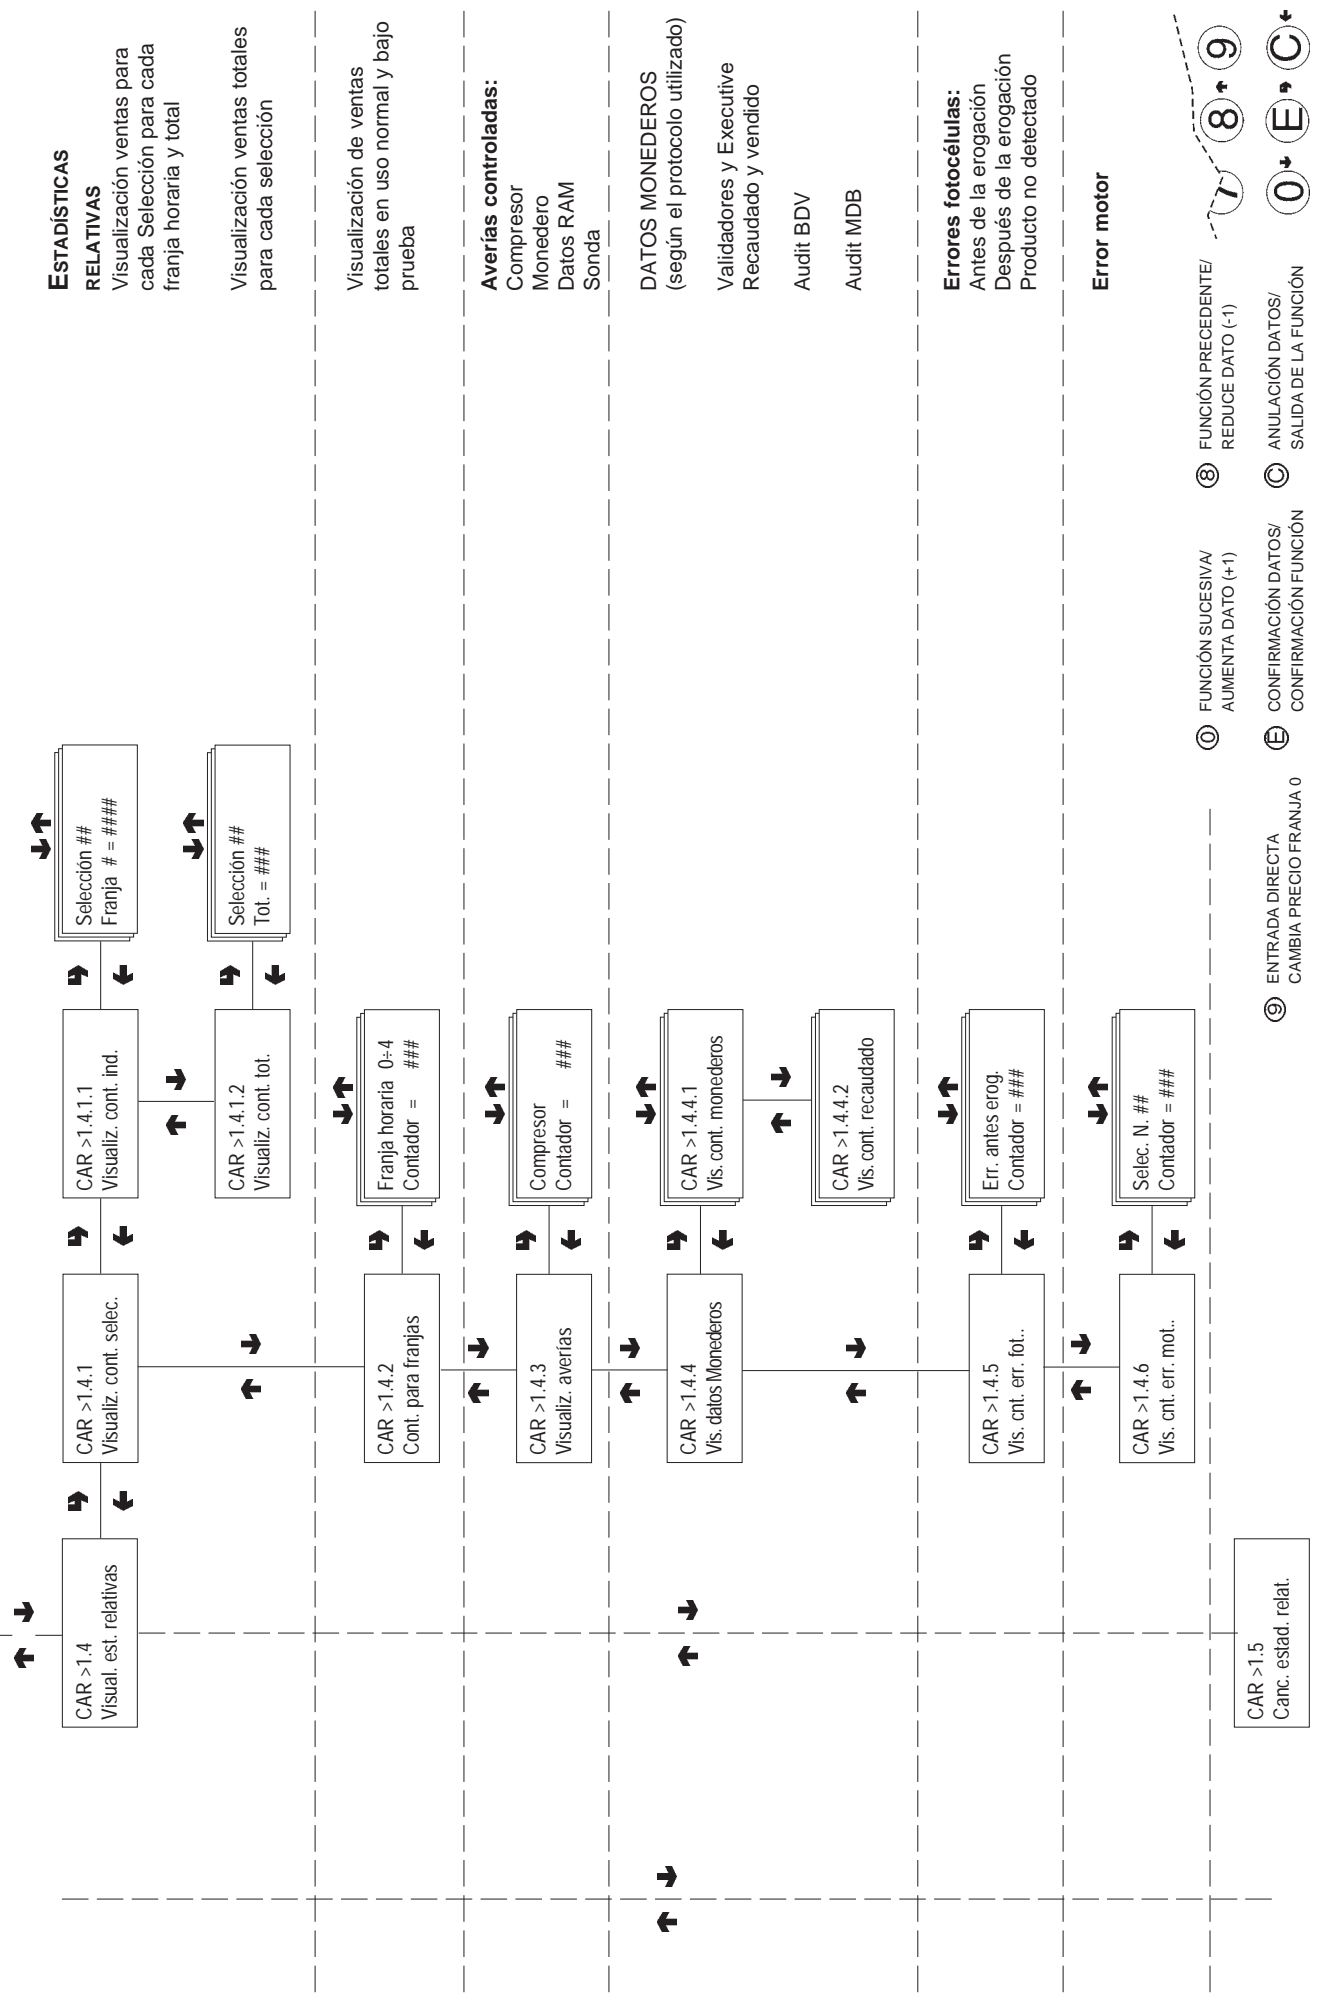 CAR >1.4
Visual. est. relativas
CAR >1.4.1
Visualiz. cont. selec.
CAR >1.4.1.1
Visualiz. cont. ind.
Selección ##
Franja # = ####
ESTADÍSTICAS
RELATIVAS
Visualización ventas para
cada Selección para cada
franja horaria y total
CAR >1.4.1.2
Visualiz. cont. tot.
Selección ##
Tot. = ###
Visualización ventas totales
para cada selección
CAR >1.4.2
Cont. para franjas
Franja horaria 0÷4
Contador = ###
Visualización de ventas
totales en uso normal y bajo
prueba
CAR >1.4.3
Visualiz. averías
Compresor
Contador = ###
Averías controladas:
Compresor
Monedero
Datos RAM
Sonda
CAR >1.4.4
Vis. datos Monederos
CAR >1.4.4.1
Vis. cont. monederos
DATOS MONEDEROS
(según el protocolo utilizado)
Validadores y Executive
Recaudado y vendido
CAR >1.4.4.2
Vis. cont. recaudado
Audit BDV
Audit MDB
CAR >1.4.5
Vis. cnt. err. fot..
Err. antes erog.
Contador = ###
Errores fotocélulas:
Antes de la erogación
Después de la erogación
Producto no detectado
CAR >1.4.6
Vis. cnt. err. mot..
Selec. N. ##
Contador = ###
Error motor
CAR >1.5
Canc. estad. relat.
9 ENTRADA DIRECTA
CAMBIA PRECIO FRANJA 0
0 FUNCIÓN SUCESIVA/
AUMENTA DATO (+1)
E CONFIRMACIÓN DATOS/
CONFIRMACIÓN FUNCIÓN
8 FUNCIÓN PRECEDENTE/
REDUCE DATO (-1)
C ANULACIÓN DATOS/
SALIDA DE LA FUNCIÓN
7 8 9
0 E C